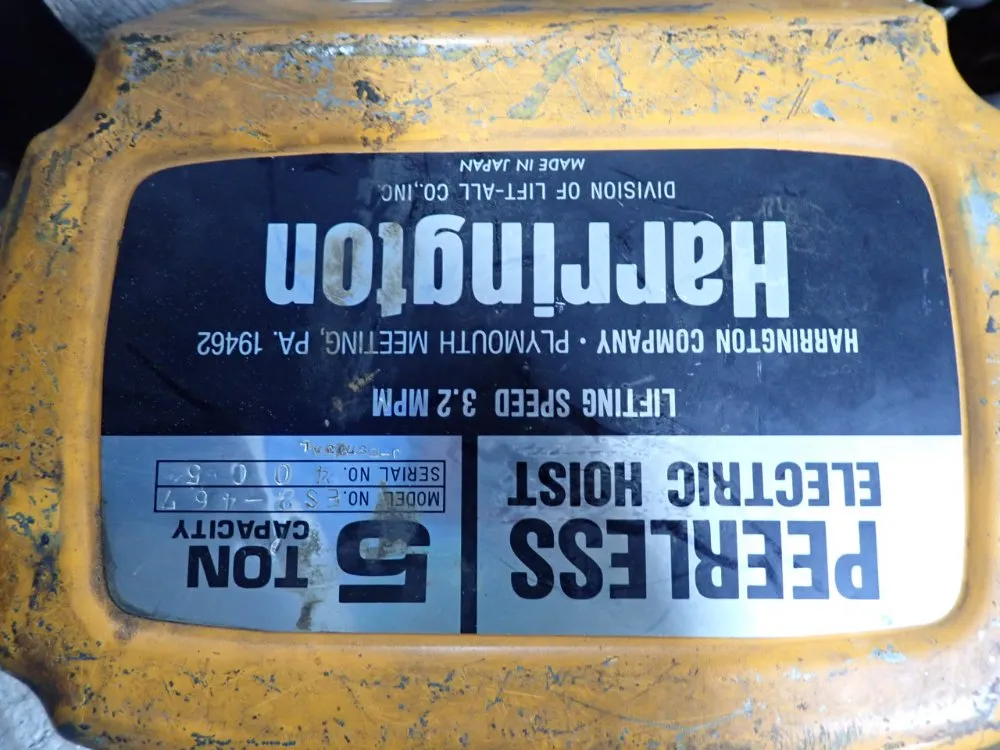 PEERLESS
ELECTRIC HOIST
5 TON
CAPACITY
MODEL NO. ES2-467
SERIAL NO.
LIFTING SPEED 3.2 MPM
HARRINGTON COMPANY • PLYMOUTH MEETING, PA. 19462
Harrington
DIVISION OF LIFT-ALL CO., INC.
MADE IN JAPAN